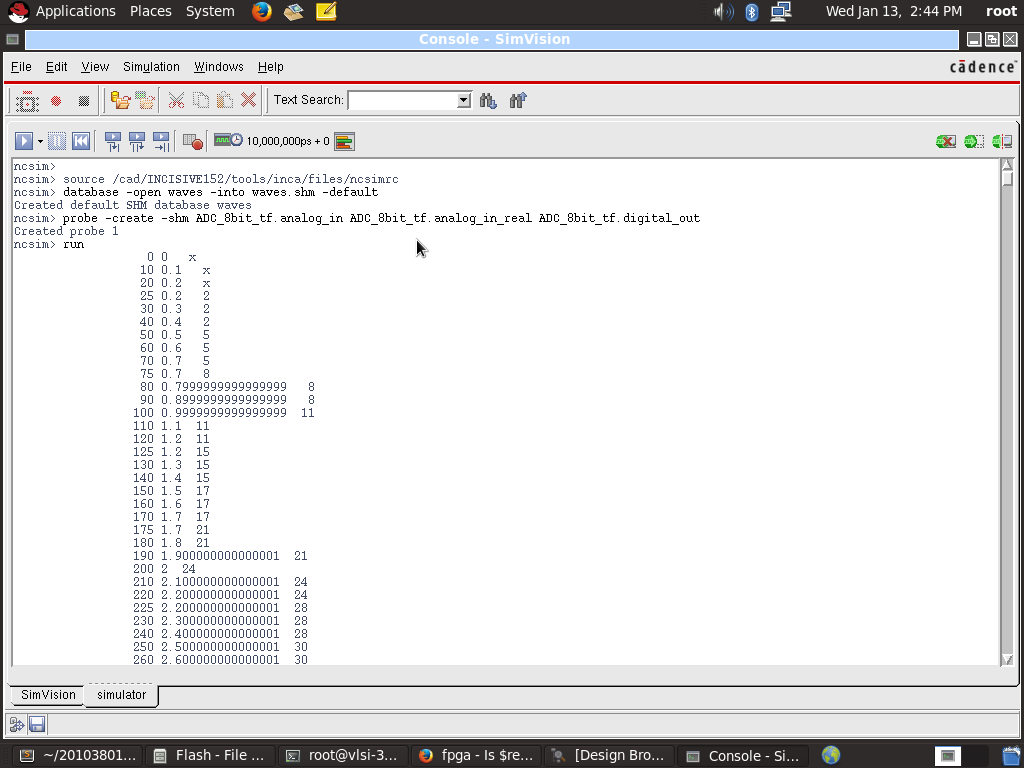 Applications Places System Wed Jan 13, 2:44 PM root
Console - SimVision
File Edit View Simulation Windows Help cādence™
Text Search:
10,000,000ps + 0
ncsim>
ncsim> source /cad/INCISIVE152/tools/inca/files/ncsimrc
ncsim> database -open waves -into waves.shm -default
Created default SHM database waves
ncsim> probe -create -shm ADC_8bit_tf.analog_in ADC_8bit_tf.analog_in_real ADC_8bit_tf.digital_out
Created probe 1
ncsim> run
0 0 x
10 0.1 x
20 0.2 x
25 0.2 2
30 0.3 2
40 0.4 2
50 0.5 5
60 0.6 5
70 0.7 5
75 0.7 8
80 0.7999999999999999 8
90 0.8999999999999999 8
100 0.9999999999999999 11
110 1.1 11
120 1.2 11
125 1.2 15
130 1.3 15
140 1.4 15
150 1.5 17
160 1.6 17
170 1.7 17
175 1.7 21
180 1.8 21
190 1.900000000000001 21
200 2 24
210 2.100000000000001 24
220 2.200000000000001 24
225 2.200000000000001 28
230 2.300000000000001 28
240 2.400000000000001 28
250 2.500000000000001 30
260 2.600000000000001 30
SimVision simulator
~/20103801... Flash - File ... root@vlsi-3... fpga - Is $re... [Design Bro... Console - Si...